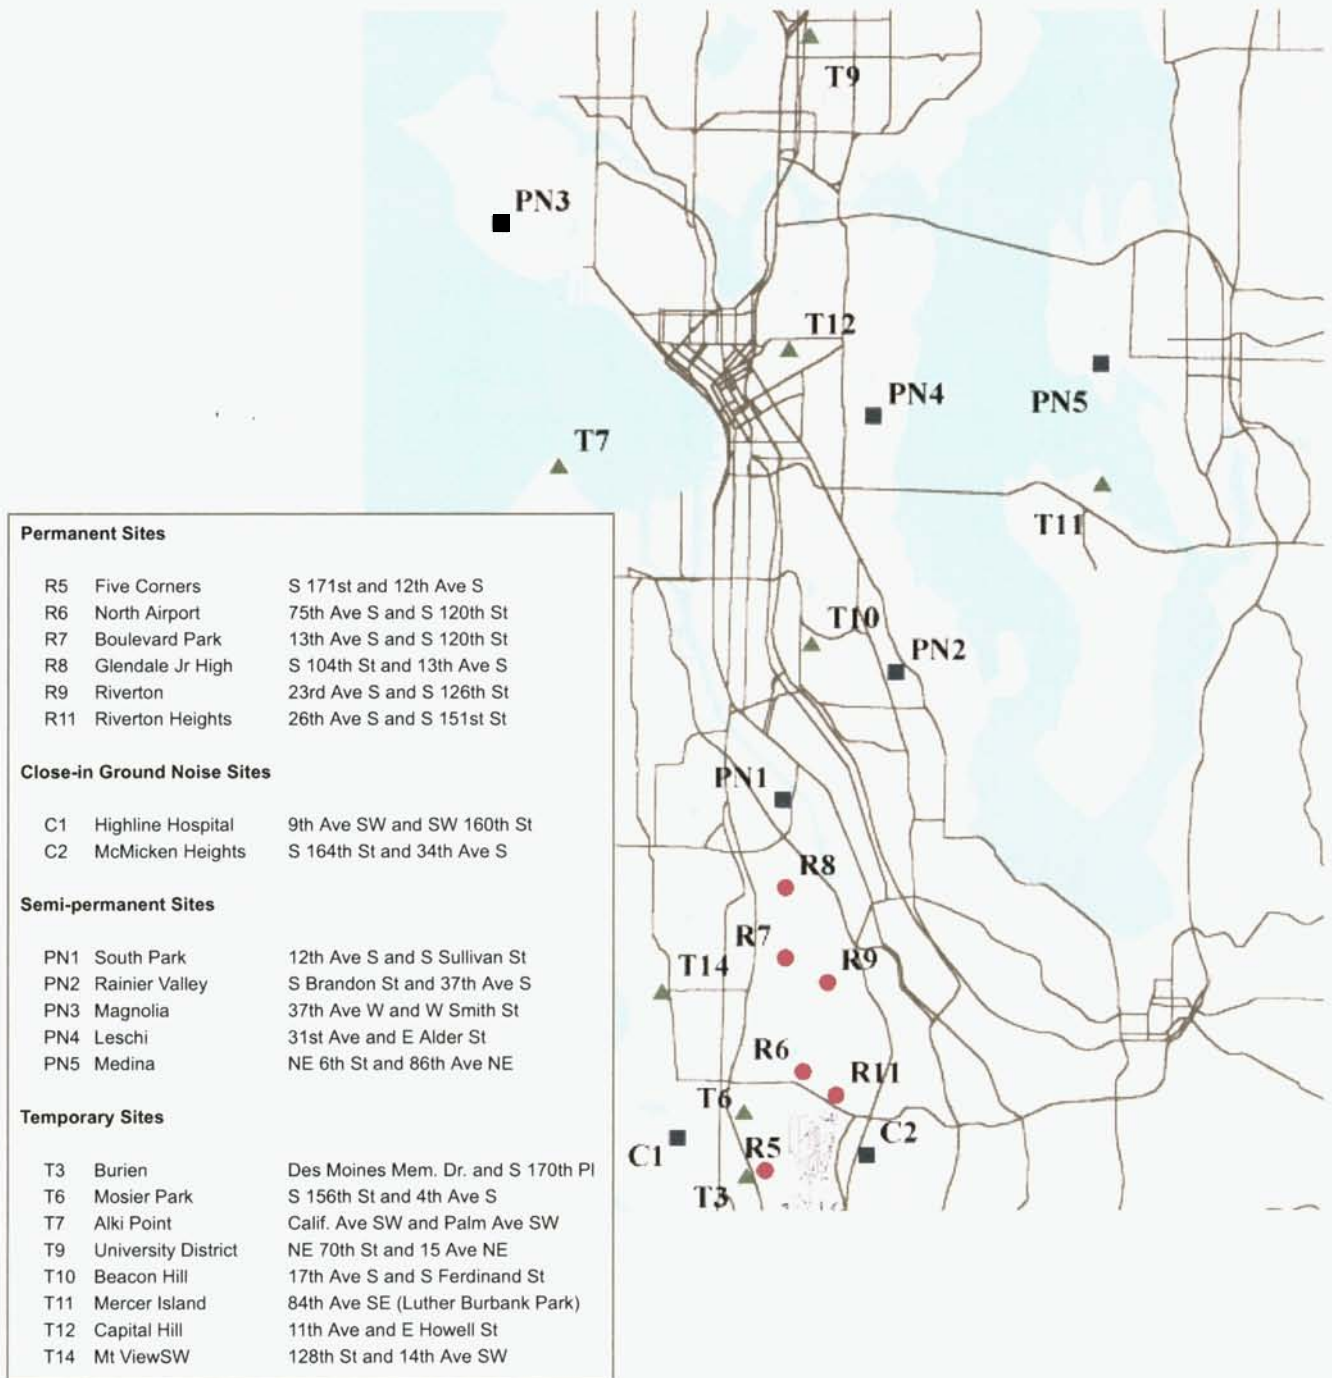 T9
PN3
T12
PN4
PN5
T7
T11
T10
PN2
PN1
R8
R7
R9
T14
R6
R11
T6
C2
C1
R5
T3
Permanent Sites
R5 Five Corners S 171st and 12th Ave S
R6 North Airport 75th Ave S and S 120th St
R7 Boulevard Park 13th Ave S and S 120th St
R8 Glendale Jr High S 104th St and 13th Ave S
R9 Riverton 23rd Ave S and S 126th St
R11 Riverton Heights 26th Ave S and S 151st St
Close-in Ground Noise Sites
C1 Highline Hospital 9th Ave SW and SW 160th St
C2 McMicken Heights S 164th St and 34th Ave S
Semi-permanent Sites
PN1 South Park 12th Ave S and S Sullivan St
PN2 Rainier Valley S Brandon St and 37th Ave S
PN3 Magnolia 37th Ave W and W Smith St
PN4 Leschi 31st Ave and E Alder St
PN5 Medina NE 6th St and 86th Ave NE
Temporary Sites
T3 Burien Des Moines Mem. Dr. and S 170th Pl
T6 Mosier Park S 156th St and 4th Ave S
T7 Alki Point Calif. Ave SW and Palm Ave SW
T9 University District NE 70th St and 15 Ave NE
T10 Beacon Hill 17th Ave S and S Ferdinand St
T11 Mercer Island 84th Ave SE (Luther Burbank Park)
T12 Capital Hill 11th Ave and E Howell St
T14 Mt ViewSW 128th St and 14th Ave SW